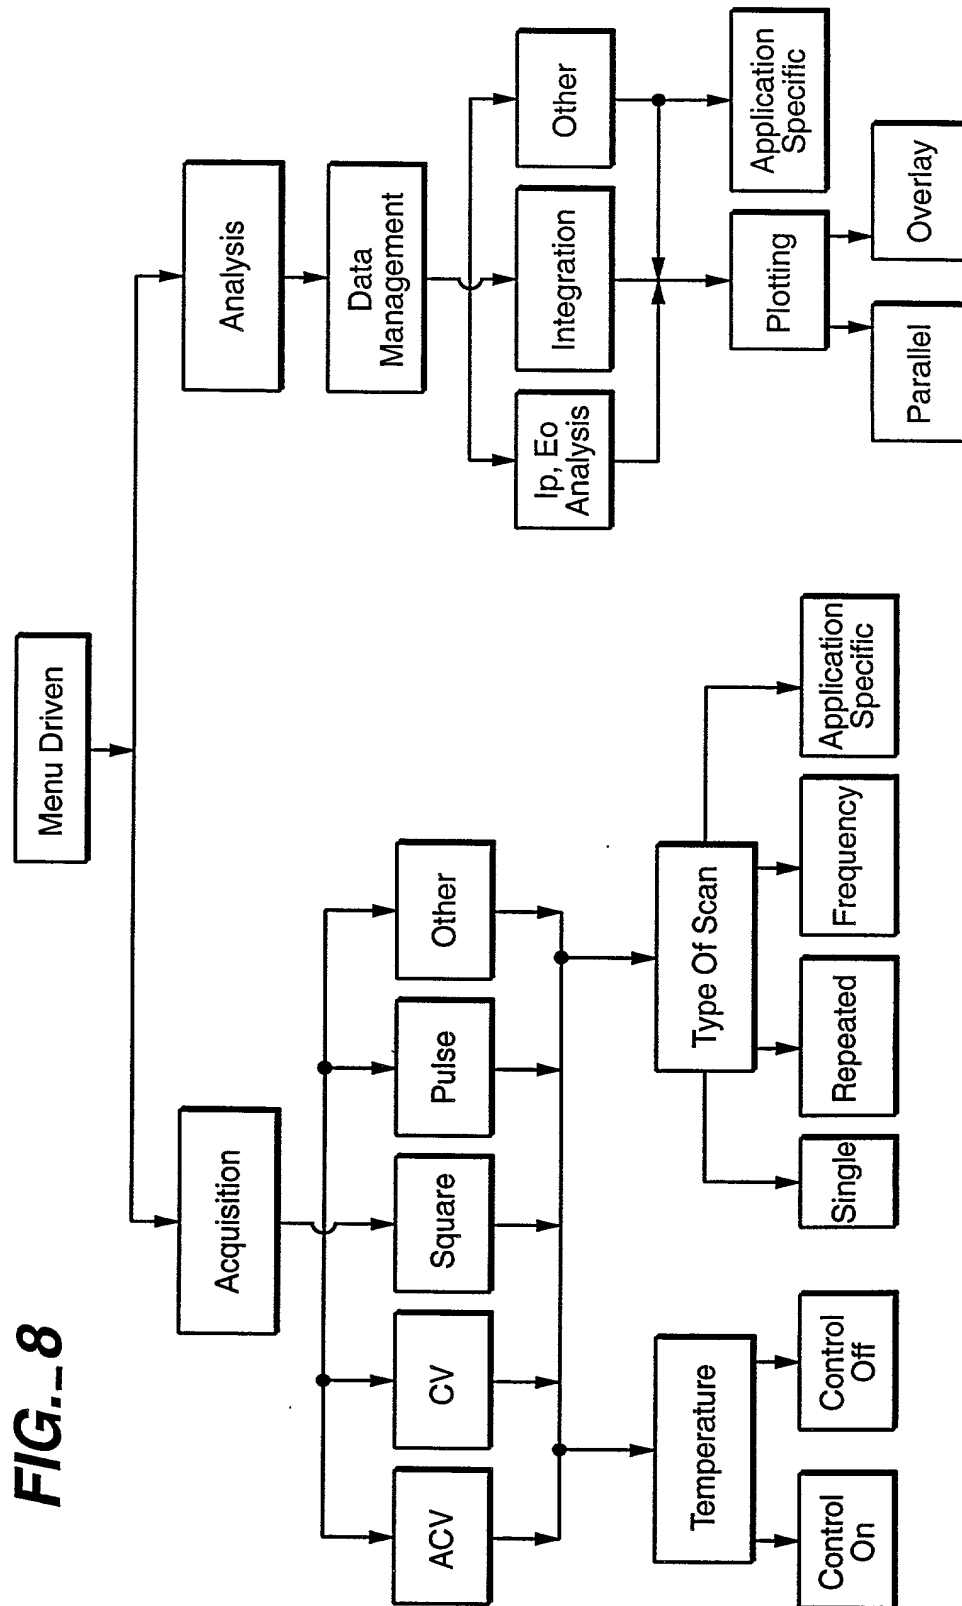 FIG._8
Menu Driven
Acquisition
Analysis
Data
Management
ACV
CV
Square
Pulse
Other
Ip, Eo
Analysis
Integration
Other
Temperature
Type Of Scan
Plotting
Application
Specific
Control
On
Control
Off
Single
Repeated
Frequency
Application
Specific
Parallel
Overlay